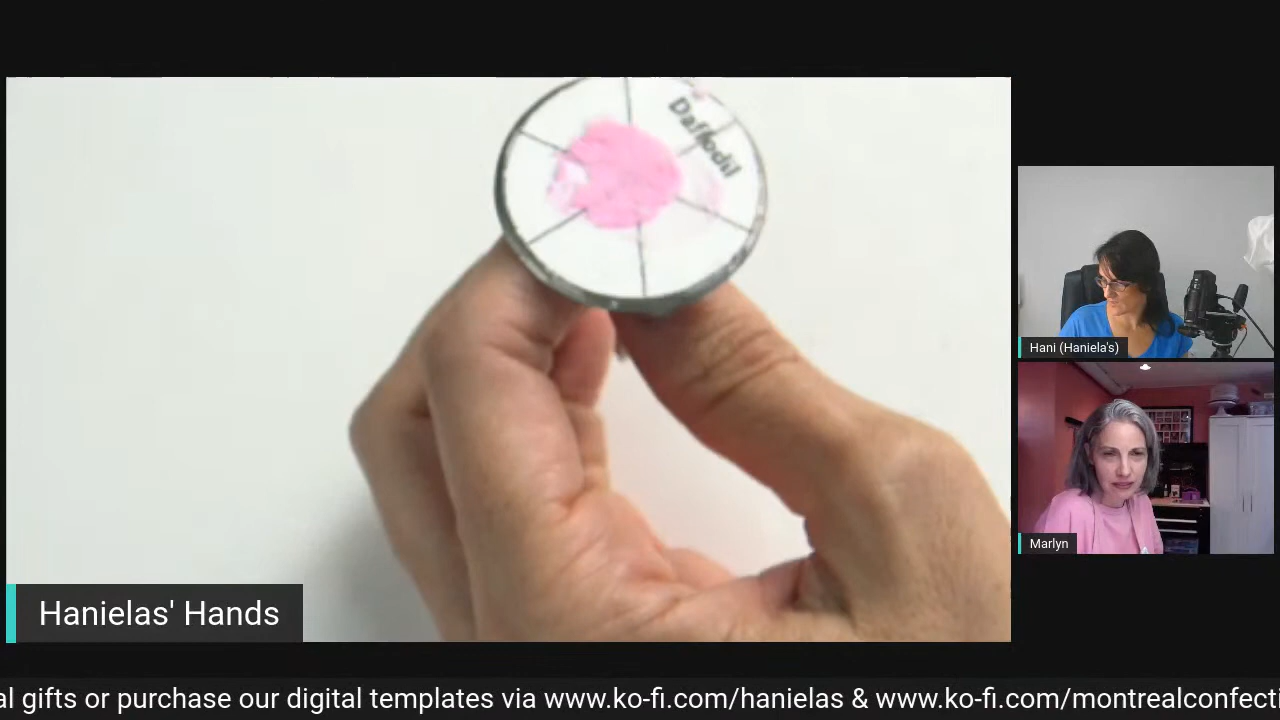 Daffodil
Hani (Haniela's)
Marlyn
Hanielas' Hands
al gifts or purchase our digital templates via www.ko-fi.com/hanielas & www.ko-fi.com/montrealconfecti